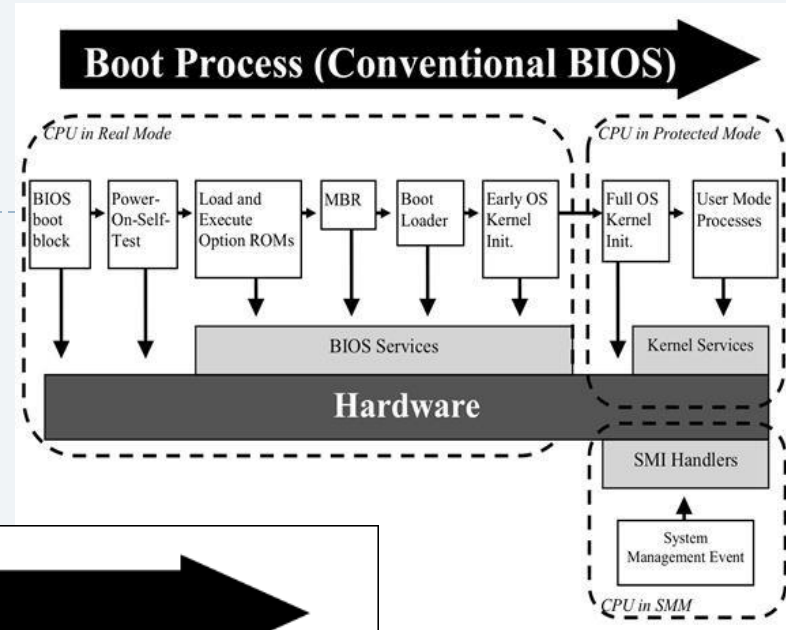 Boot Process (Conventional BIOS)
CPU in Real Mode
CPU in Protected Mode
BIOS
boot
block
Power-
On-Self-
Test
Load and
Execute
Option ROMs
MBR
Boot
Loader
Early OS
Kernel
Init.
Full OS
Kernel
Init.
User Mode
Processes
BIOS Services
Kernel Services
Hardware
SMI Handlers
System
Management Event
CPU in SMM